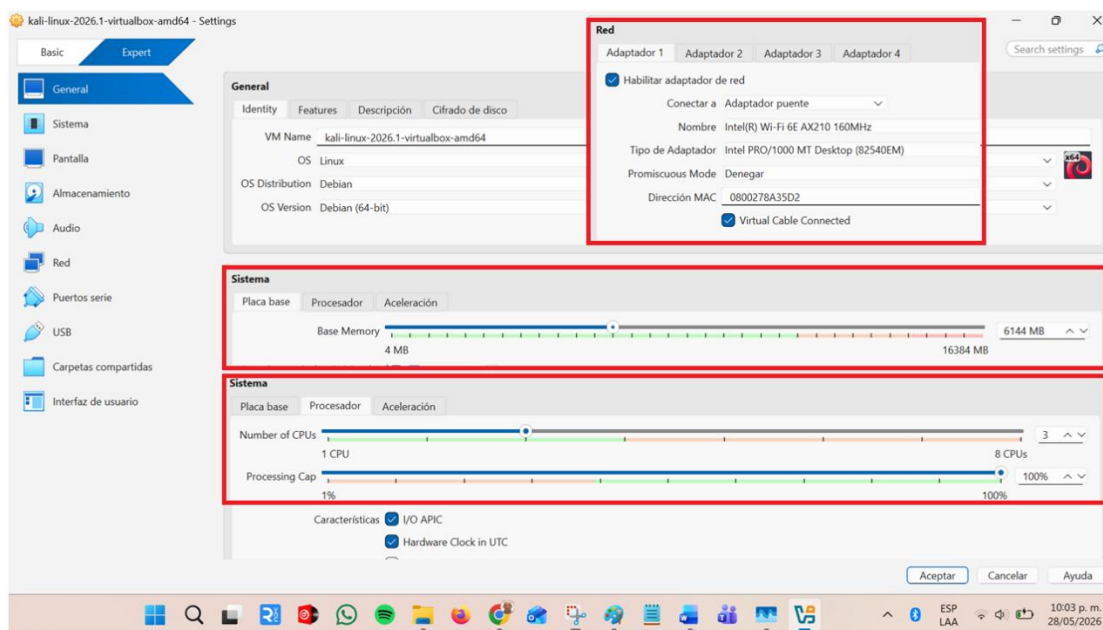 kali-linux-2026.1-virtualbox-amd64 - Settings
Basic
Expert
Search settings
General
Sistema
Pantalla
Almacenamiento
Audio
Red
Puertos serie
USB
Carpetas compartidas
Interfaz de usuario
General
Identity Features Descripción Cifrado de disco
VM Name kali-linux-2026.1-virtualbox-amd64
OS Linux
OS Distribution Debian
OS Version Debian (64-bit)
x64
Red
Adaptador 1 Adaptador 2 Adaptador 3 Adaptador 4
Habilitar adaptador de red
Conectar a Adaptador puente
Nombre Intel(R) Wi-Fi 6E AX210 160MHz
Tipo de Adaptador Intel PRO/1000 MT Desktop (82540EM)
Promiscuous Mode Denegar
Dirección MAC 0800278A35D2
Virtual Cable Connected
Sistema
Placa base Procesador Aceleración
Base Memory 6144 MB
4 MB 16384 MB
Sistema
Placa base Procesador Aceleración
Number of CPUs 3
1 CPU 8 CPUs
Processing Cap 100%
1% 100%
Características I/O APIC
Hardware Clock in UTC
Aceptar Cancelar Ayuda
ESP
LAA
10:03 p. m.
28/05/2026